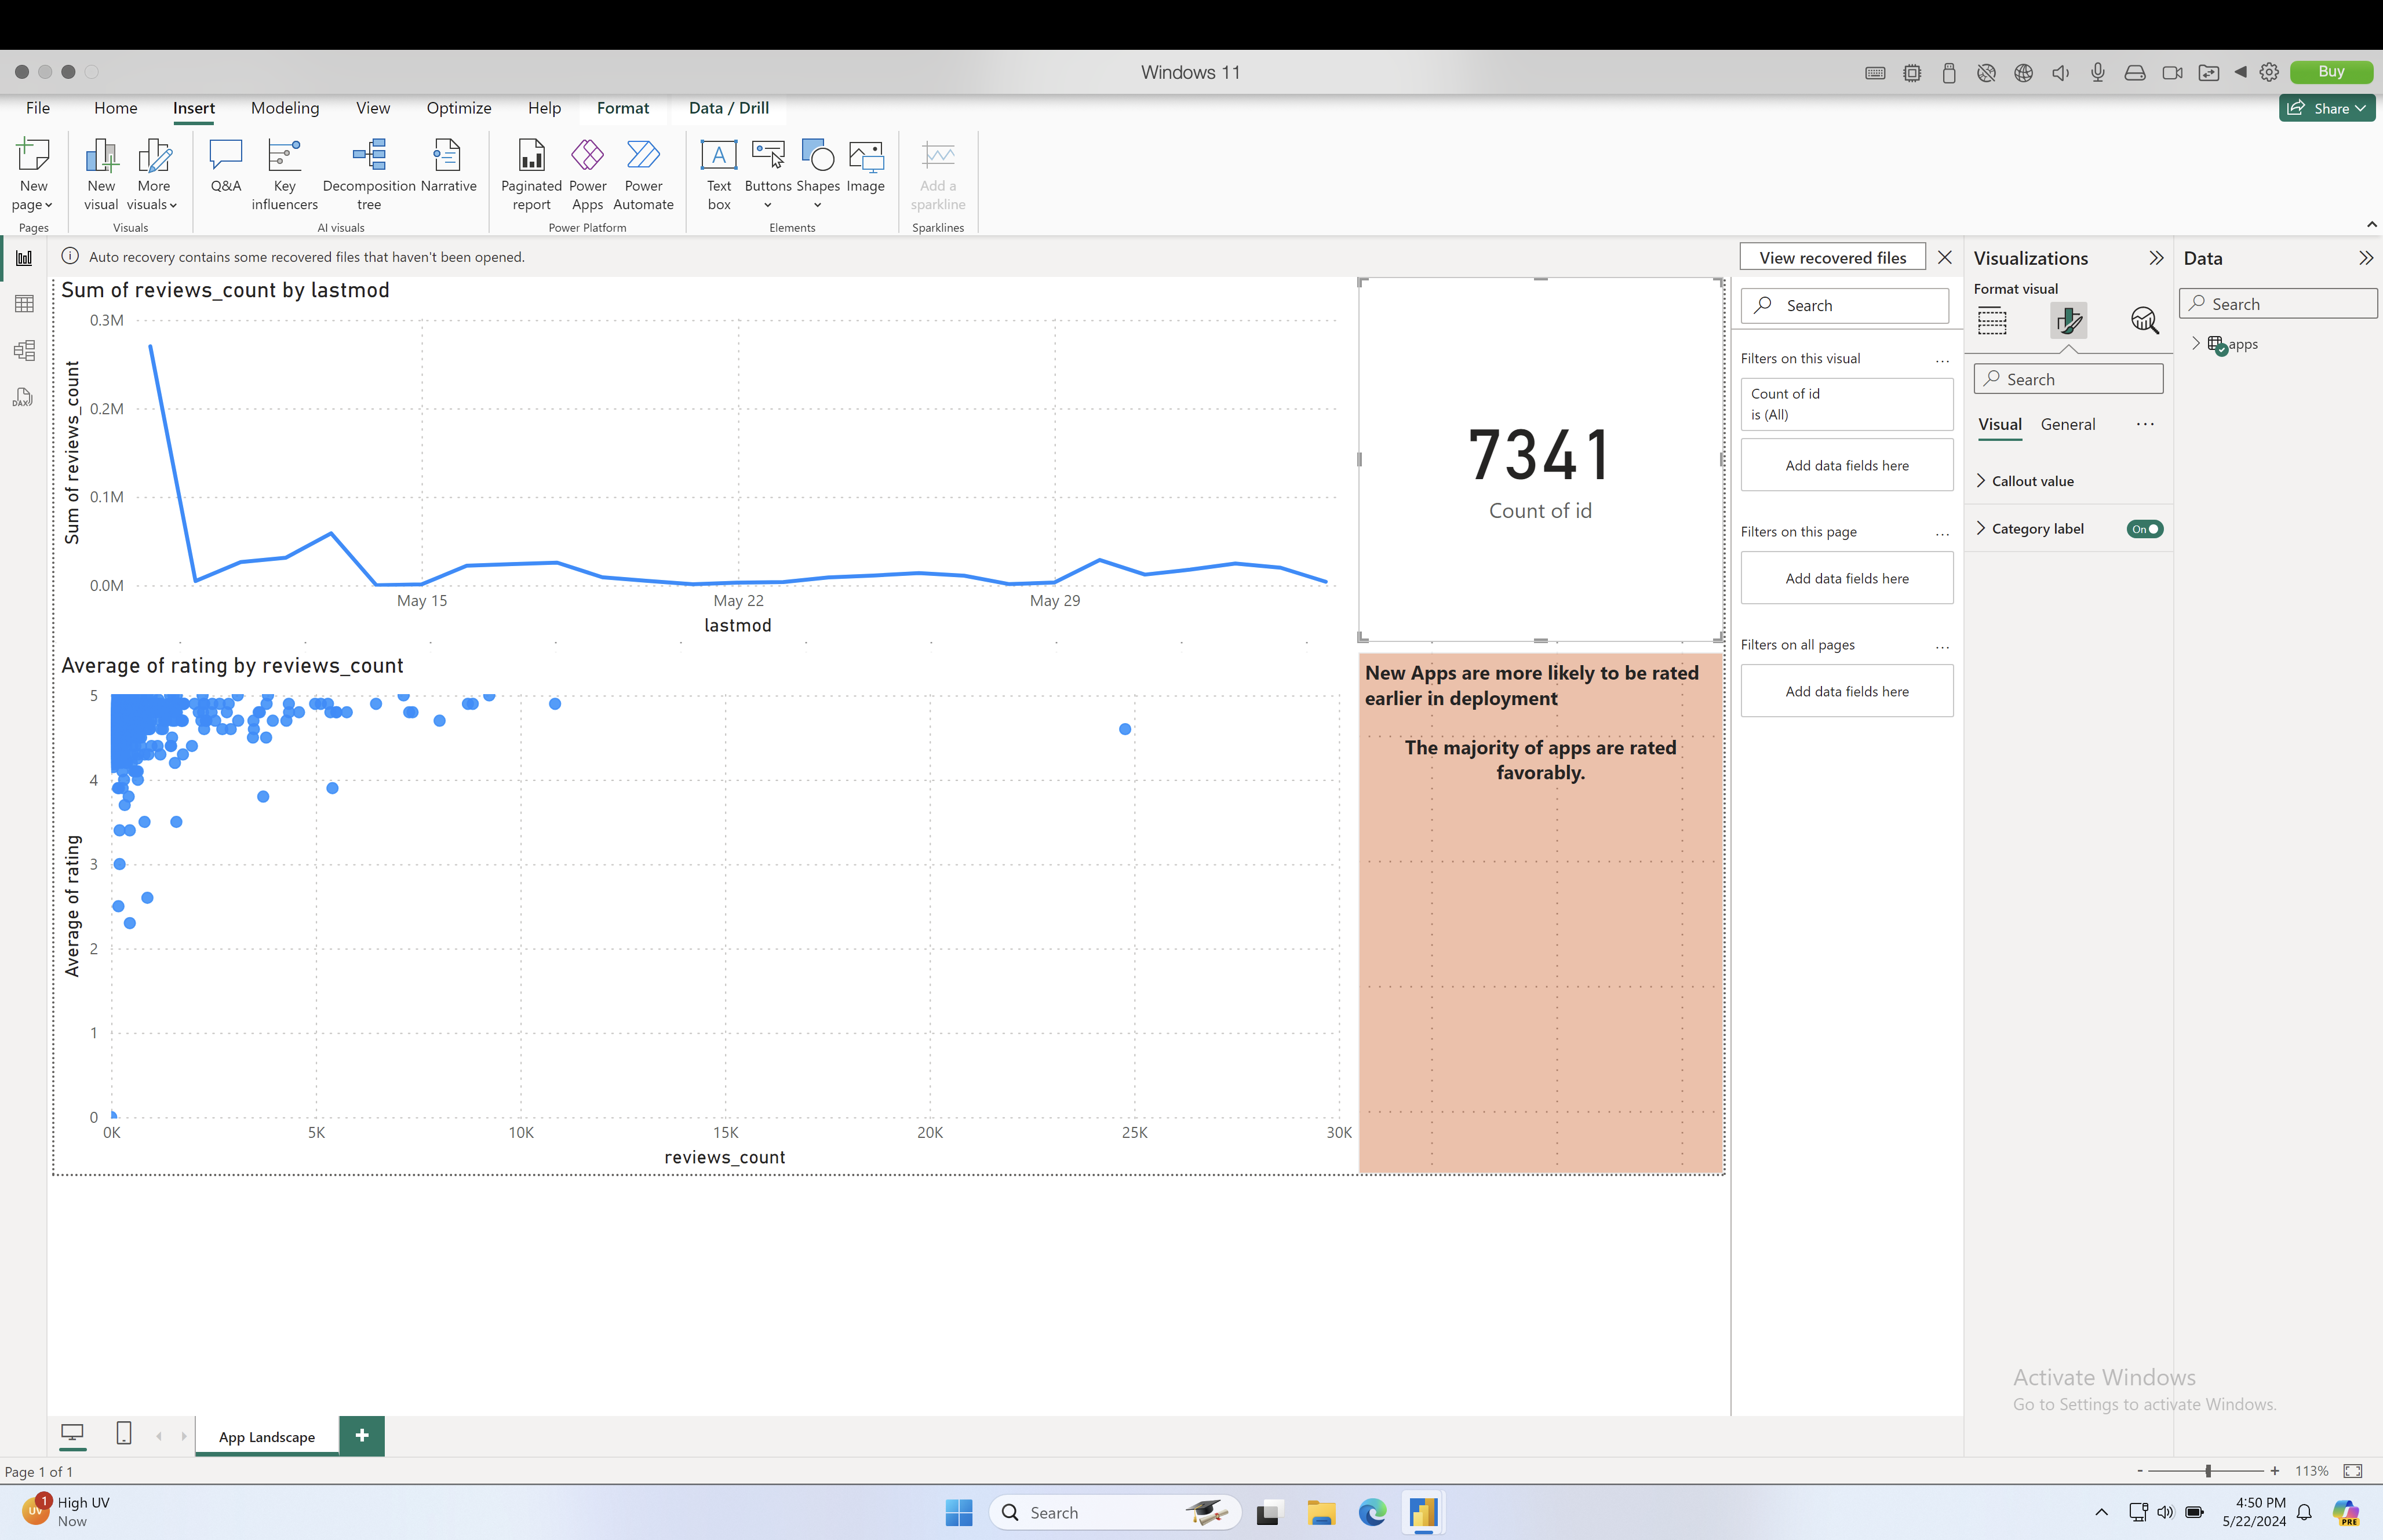 Windows 11
Buy
File Home Insert Modeling View Optimize Help Format Data / Drill
Share
New page
New visual
More visuals
Q&A
Key influencers
Decomposition tree
Narrative
Paginated report
Power Apps
Power Automate
Text box
Buttons
Shapes
Image
Add a sparkline
Pages
Visuals
AI visuals
Power Platform
Elements
Sparklines
DAX
Auto recovery contains some recovered files that haven't been opened.
View recovered files
Sum of reviews_count by lastmod
Sum of reviews_count
0.3M
0.2M
0.1M
0.0M
May 15 May 22 May 29
lastmod
7341
Count of id
Average of rating by reviews_count
Average of rating
5
4
3
2
1
0
0K 5K 10K 15K 20K 25K 30K
reviews_count
New Apps are more likely to be rated
earlier in deployment
The majority of apps are rated
favorably.
Search
Filters on this visual
...
Count of id
is (All)
Add data fields here
Filters on this page
...
Add data fields here
Filters on all pages
...
Add data fields here
Visualizations
Format visual
Search
Visual General ...
Callout value
Category label On
Data
Search
apps
Activate Windows
Go to Settings to activate Windows.
App Landscape
+
Page 1 of 1
- + 113%
UV
1
High UV
Now
Search
4:50 PM
5/22/2024
PRE